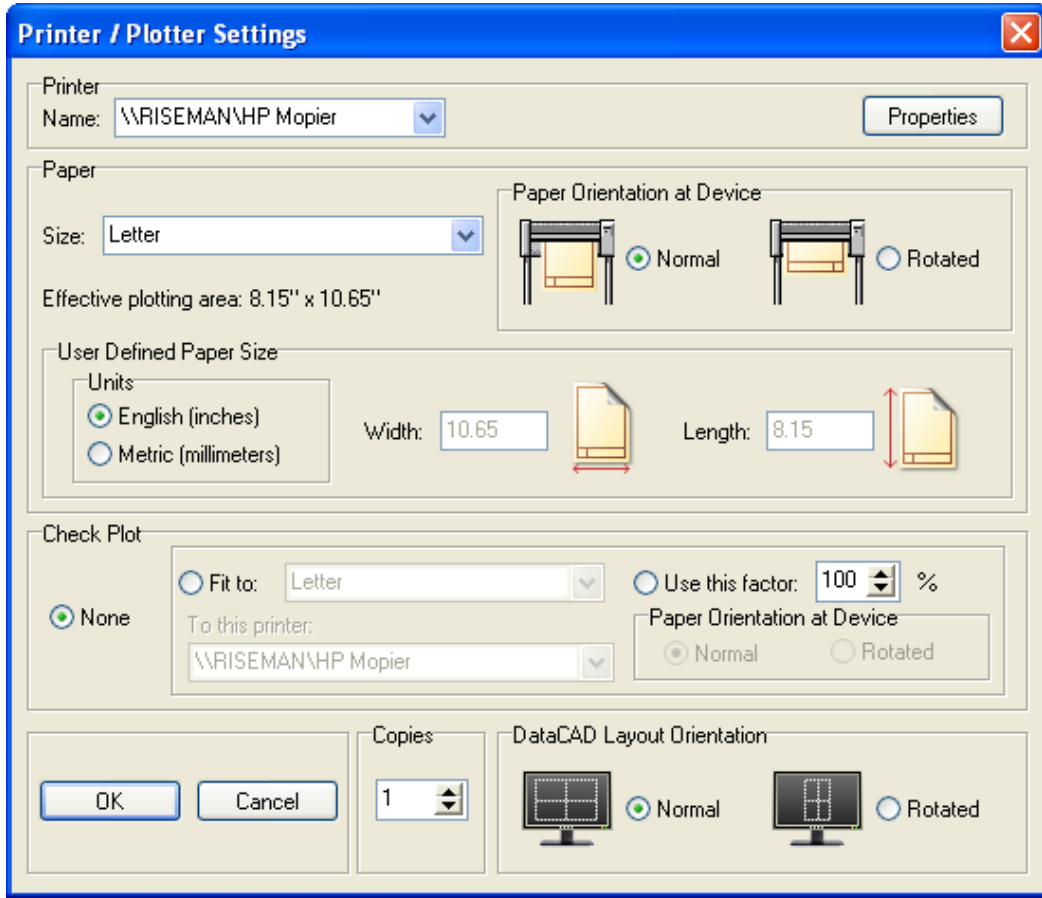 Printer / Plotter Settings
Printer
Name: \\RISEMAN\HP Mopier Properties
Paper
Paper Orientation at Device
Size: Letter
Normal Rotated
Effective plotting area: 8.15" x 10.65"
User Defined Paper Size
Units
English (inches)
Width: 10.65 Length: 8.15
Metric (millimeters)
Check Plot
Fit to: Letter Use this factor: 100 %
None
To this printer: Paper Orientation at Device
\\RISEMAN\HP Mopier Normal Rotated
Copies DataCAD Layout Orientation
OK Cancel 1 Normal Rotated